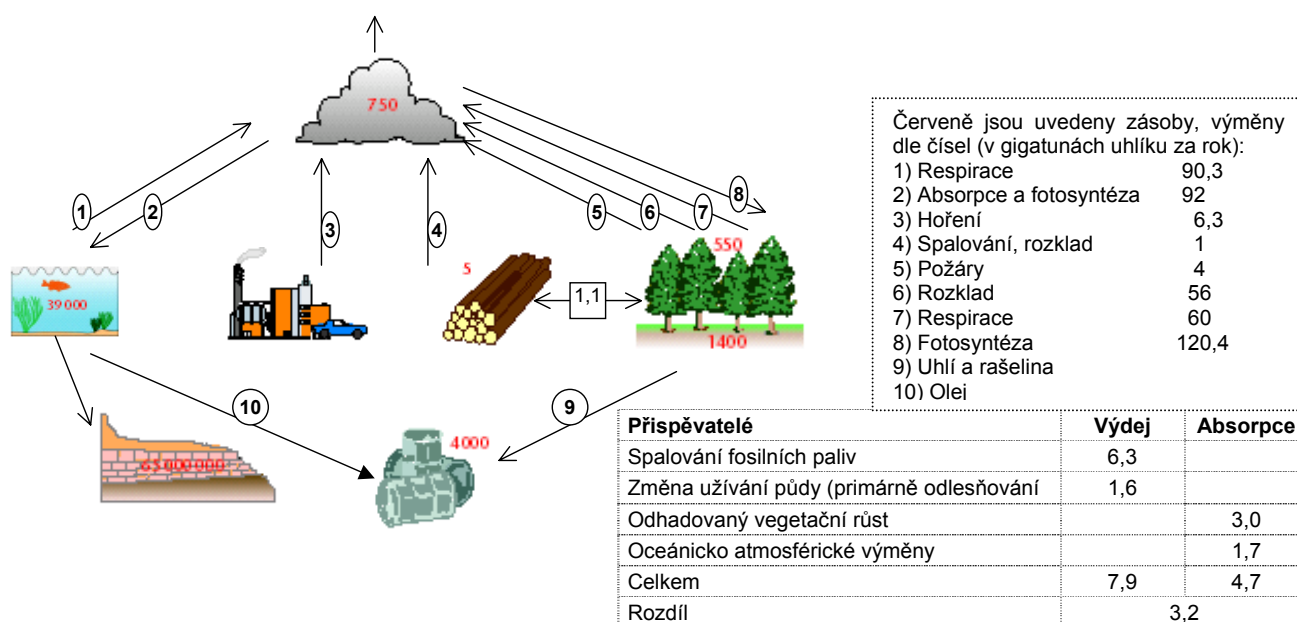 750
Červeně jsou uvedeny zásoby, výměny
dle čísel (v gigatunách uhlíku za rok):
1) Respirace 90,3
2) Absorpce a fotosyntéza 92
3) Hoření 6,3
4) Spalování, rozklad 1
5) Požáry 4
6) Rozklad 56
7) Respirace 60
8) Fotosyntéza 120,4
9) Uhlí a rašelina
10) Olej
1
2
3
4
5
6
7
8
39 000
5
1,1
550
1400
10
9
65 000 000
4000
Přispěvatelé Výdej Absorpce
Spalování fosilních paliv 6,3
Změna užívání půdy (primárně odlesňování 1,6
Odhadovaný vegetační růst 3,0
Oceánicko atmosférické výměny 1,7
Celkem 7,9 4,7
Rozdíl 3,2